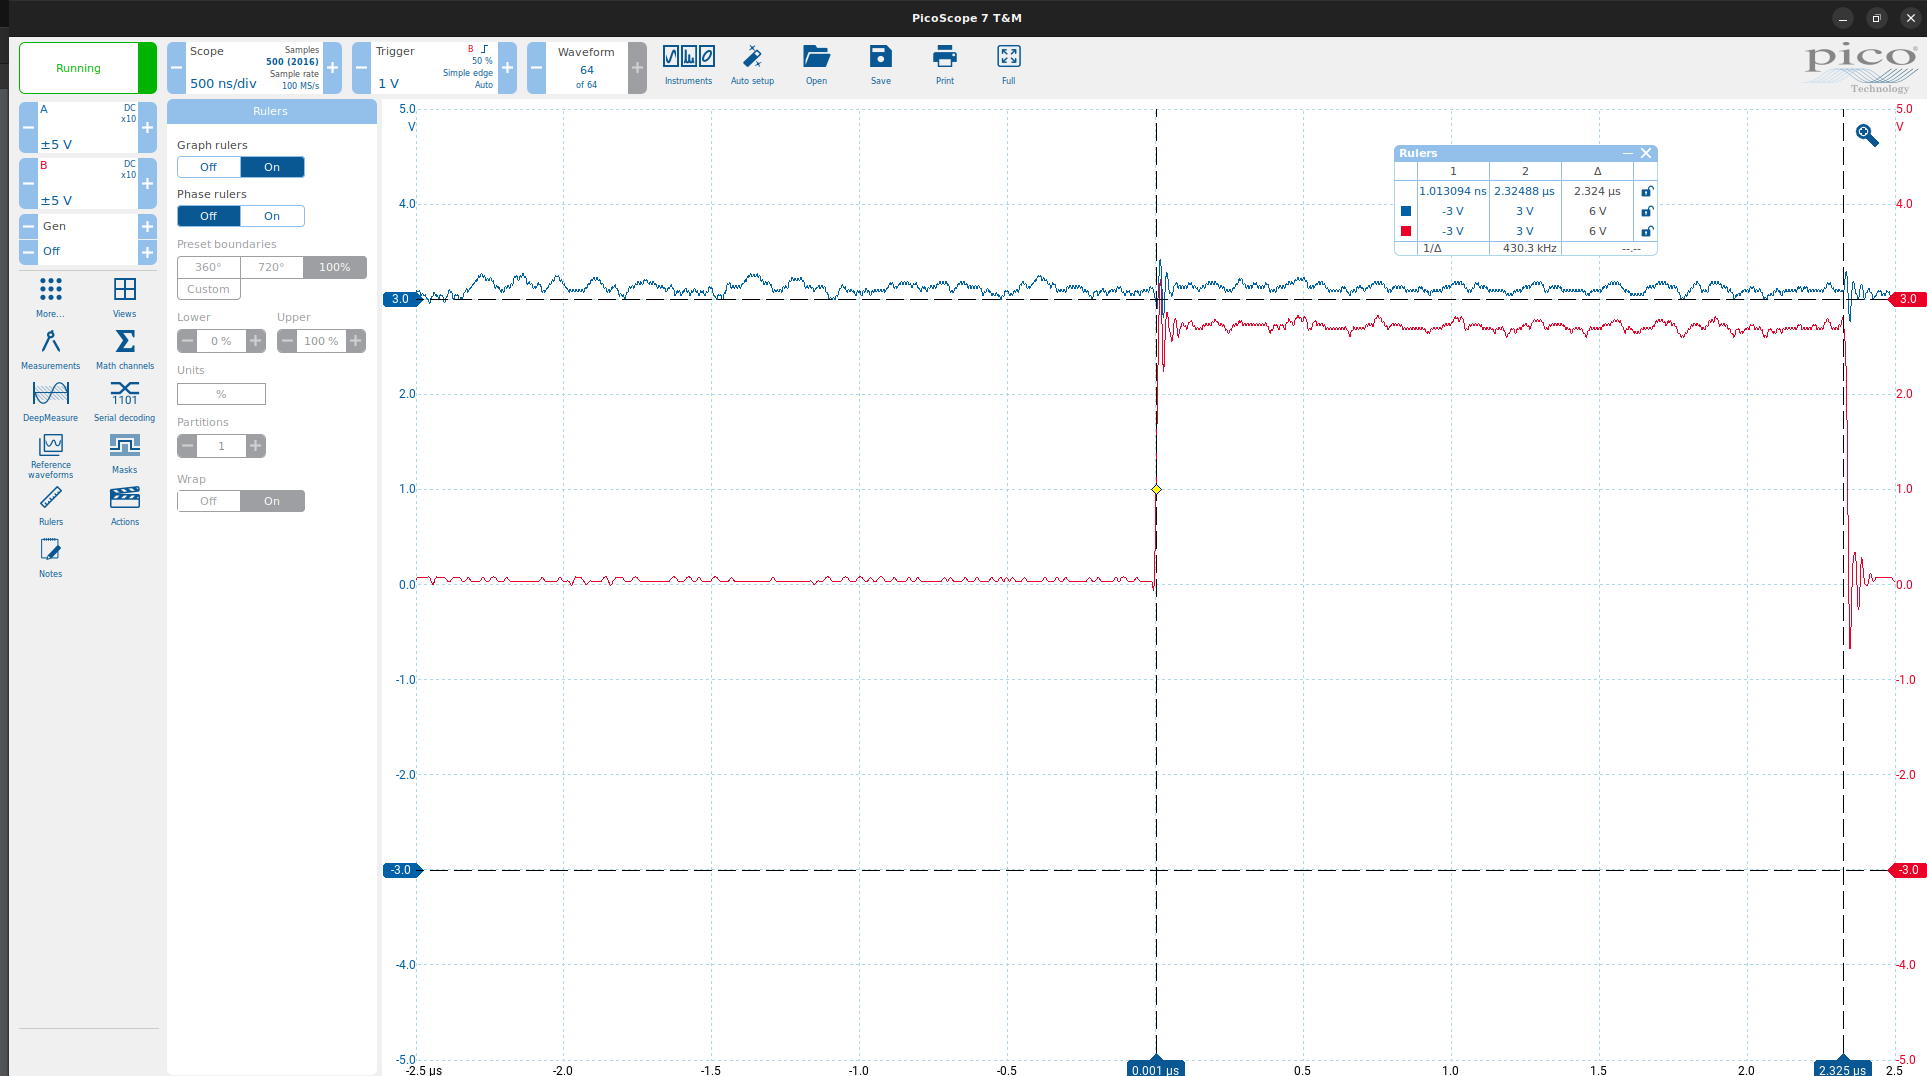 PicoScope 7 T&M
Running
Scope
500 ns/div
Samples
500 (2016)
Sample rate
100 MS/s
Trigger
1 V
B
50 %
Simple edge
Auto
Waveform
64
of 64
Instruments
Auto setup
Open
Save
Print
Full
pico
Technology
A
DC
x10
±5 V
B
DC
x10
±5 V
Gen
Off
More...
Views
Measurements
Math channels
DeepMeasure
1101
Serial decoding
Reference
waveforms
Masks
Rulers
Actions
Notes
Rulers
Graph rulers
Off On
Phase rulers
Off On
Preset boundaries
360° 720° 100%
Custom
Lower Upper
0 % 100 %
Units
%
Partitions
1
Wrap
Off On
5.0
V
4.0
3.0
2.0
1.0
0.0
-1.0
-2.0
-3.0
-4.0
-5.0
Rulers
1 2 Δ
1.013094 ns 2.32488 µs 2.324 µs
-3 V 3 V 6 V
-3 V 3 V 6 V
1/Δ 430.3 kHz --.--
5.0
V
4.0
3.0
2.0
1.0
0.0
-1.0
-2.0
-3.0
-4.0
-5.0
-2.5 µs -2.0 -1.5 -1.0 -0.5 0.001 µs 0.5 1.0 1.5 2.0 2.325 µs 2.5